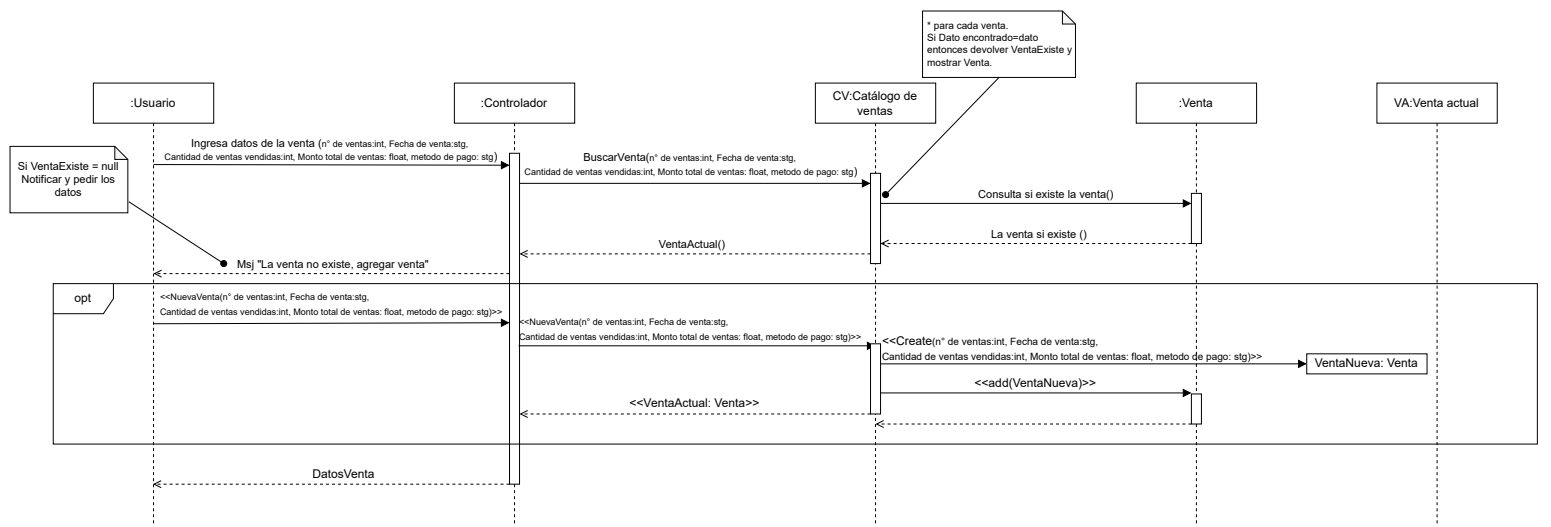 * para cada venta.
Si Dato encontrado=dato
entonces devolver VentaExiste y
mostrar Venta.
:Usuario
:Controlador
CV:Catálogo de
ventas
:Venta
VA:Venta actual
Si VentaExiste = null
Notificar y pedir los
datos
Ingresa datos de la venta (n° de ventas:int, Fecha de venta:stg,
Cantidad de ventas vendidas:int, Monto total de ventas: float, metodo de pago: stg)
BuscarVenta(n° de ventas:int, Fecha de venta:stg,
Cantidad de ventas vendidas:int, Monto total de ventas: float, metodo de pago: stg)
Consulta si existe la venta()
La venta si existe ()
VentaActual()
Msj "La venta no existe, agregar venta"
opt
<<NuevaVenta(n° de ventas:int, Fecha de venta:stg,
Cantidad de ventas vendidas:int, Monto total de ventas: float, metodo de pago: stg)>>
<<NuevaVenta(n° de ventas:int, Fecha de venta:stg,
Cantidad de ventas vendidas:int, Monto total de ventas: float, metodo de pago: stg)>>
<<Create(n° de ventas:int, Fecha de venta:stg,
Cantidad de ventas vendidas:int, Monto total de ventas: float, metodo de pago: stg)>>
VentaNueva: Venta
<<add(VentaNueva)>>
<<VentaActual: Venta>>
DatosVenta